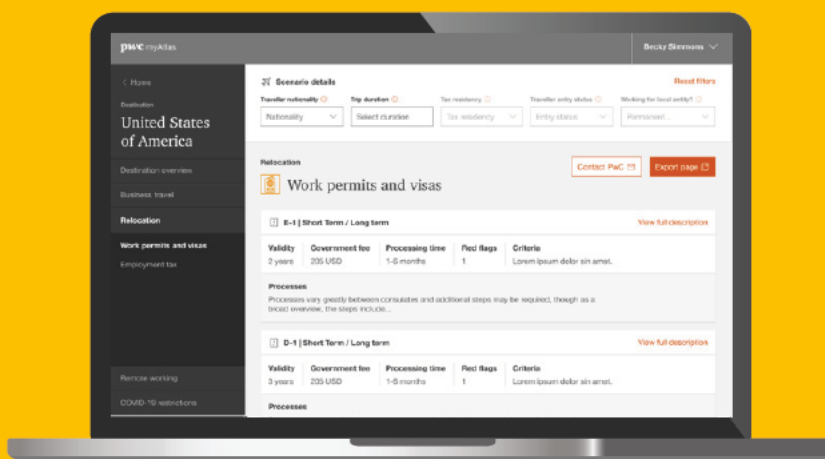 pwc myAtlas
Becky Simmons
Home
Destination
United States
of America
Destination overview
Business travel
Relocation
Work permits and visas
Employment tax
Remote working
COVID-19 restrictions
Scenario details
Reset filters
Traveller nationality Trip duration Tax residency Traveller entry status Working for local entity?
Nationality Select duration Tax residency Entry status Permanent...
Relocation
Contact PwC Export page
Work permits and visas
E-1 | Short Term / Long term View full description
Validity Government fee Processing time Red flags Criteria
2 years 205 USD 1-6 months 1 Lorem ipsum dolor sin amet.
Processes
Processes vary greatly between consulates and additional steps may be required, though as a
broad overview, the steps include...
D-1 | Short Term / Long term View full description
Validity Government fee Processing time Red flags Criteria
3 years 205 USD 1-6 months 1 Lorem ipsum dolor sin amet.
Processes